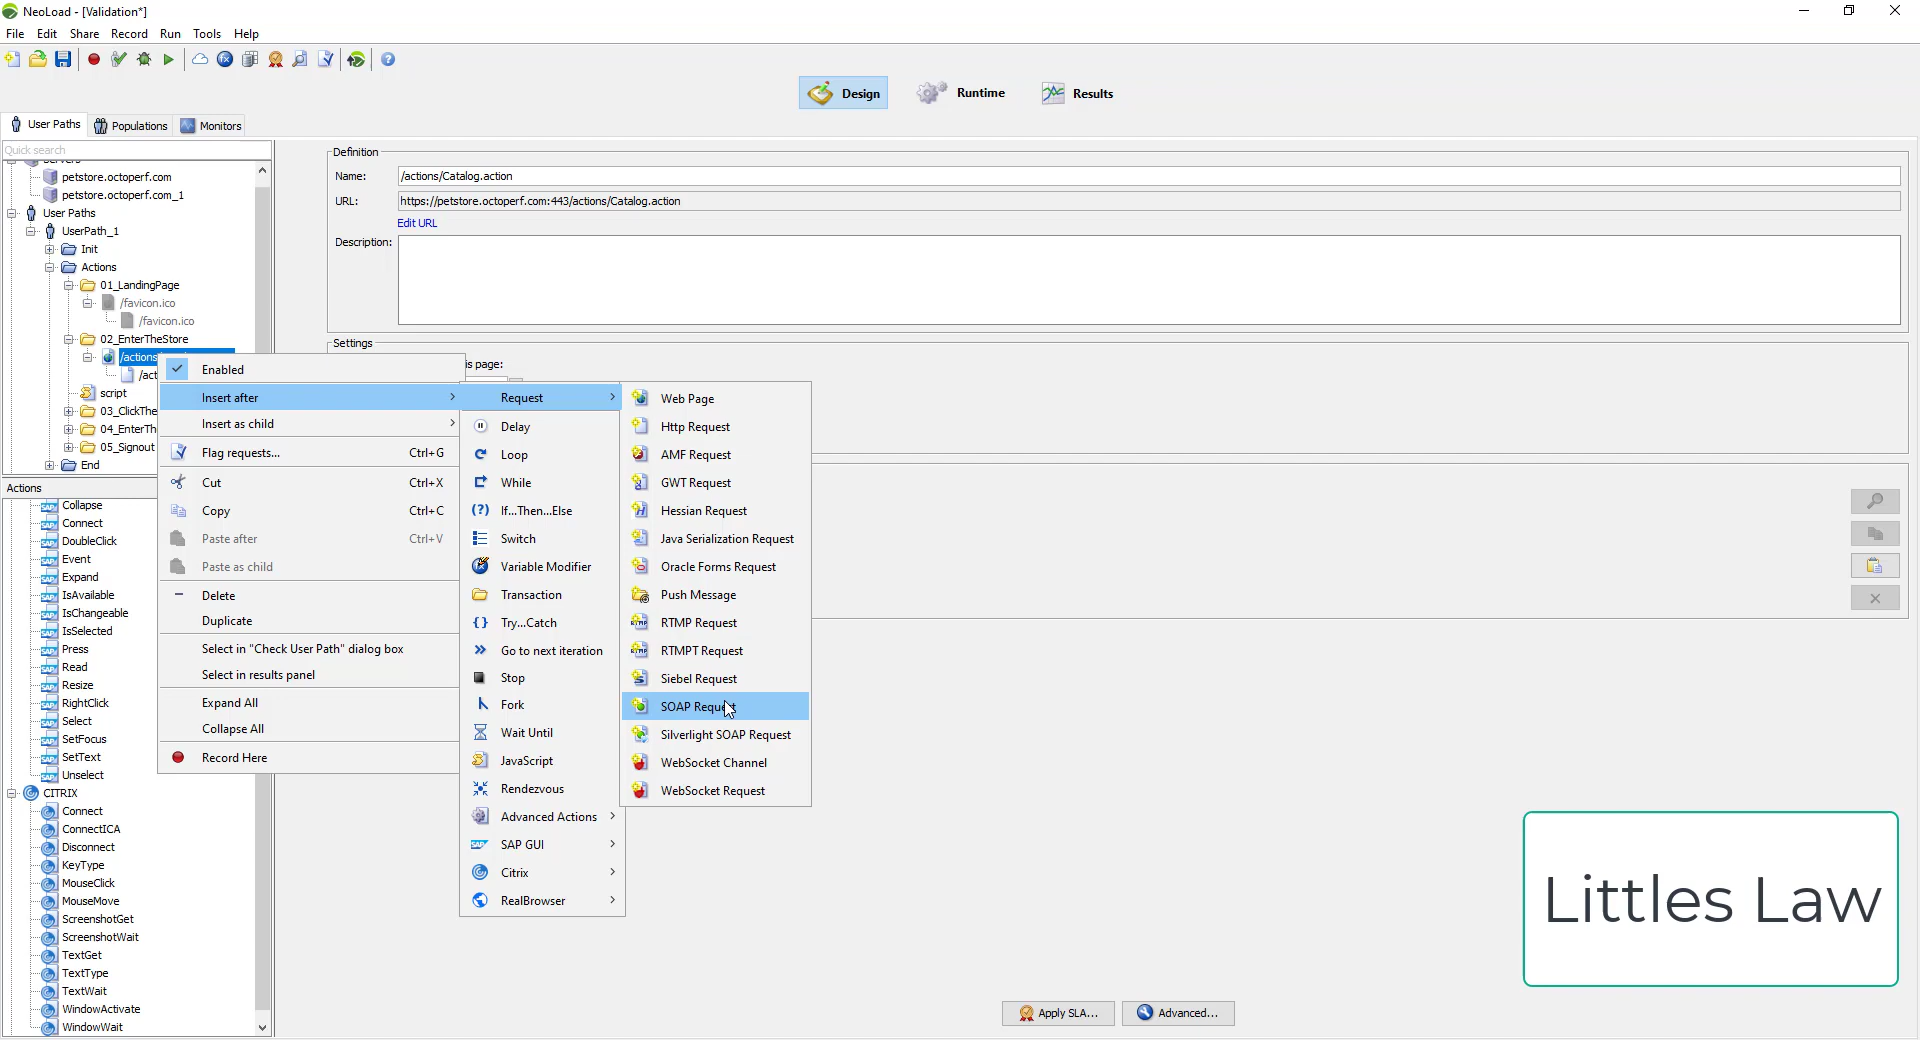 NeoLoad - [Validation*]
File Edit Share Record Run Tools Help
Design Runtime Results
User Paths Populations Monitors
Quick search
Servers
petstore.octoperf.com
petstore.octoperf.com_1
User Paths
UserPath_1
Init
Actions
01_LandingPage
/favicon.ico
/favicon.ico
02_EnterTheStore
/actions
/act
script
03_ClickThe
04_EnterTh
05_Signout
End
Actions
Collapse
Connect
DoubleClick
Event
Expand
IsAvailable
IsChangeable
IsSelected
Press
Read
Resize
RightClick
Select
SetFocus
SetText
Unselect
CITRIX
Connect
ConnectICA
Disconnect
KeyType
MouseClick
MouseMove
ScreenshotGet
ScreenshotWait
TextGet
TextType
TextWait
WindowActivate
WindowWait
Definition
Name: /actions/Catalog.action
URL: https://petstore.octoperf.com:443/actions/Catalog.action
Edit URL
Description:
Settings
is page:
Enabled
Insert after
Insert as child
Flag requests... Ctrl+G
Cut Ctrl+X
Copy Ctrl+C
Paste after Ctrl+V
Paste as child
Delete
Duplicate
Select in "Check User Path" dialog box
Select in results panel
Expand All
Collapse All
Record Here
Request
Delay
Loop
While
If...Then...Else
Switch
Variable Modifier
Transaction
Try...Catch
Go to next iteration
Stop
Fork
Wait Until
JavaScript
Rendezvous
Advanced Actions
SAP GUI
Citrix
RealBrowser
Web Page
Http Request
AMF Request
GWT Request
Hessian Request
Java Serialization Request
Oracle Forms Request
Push Message
RTMP Request
RTMPT Request
Siebel Request
SOAP Request
Silverlight SOAP Request
WebSocket Channel
WebSocket Request
Littles Law
Apply SLA... Advanced...